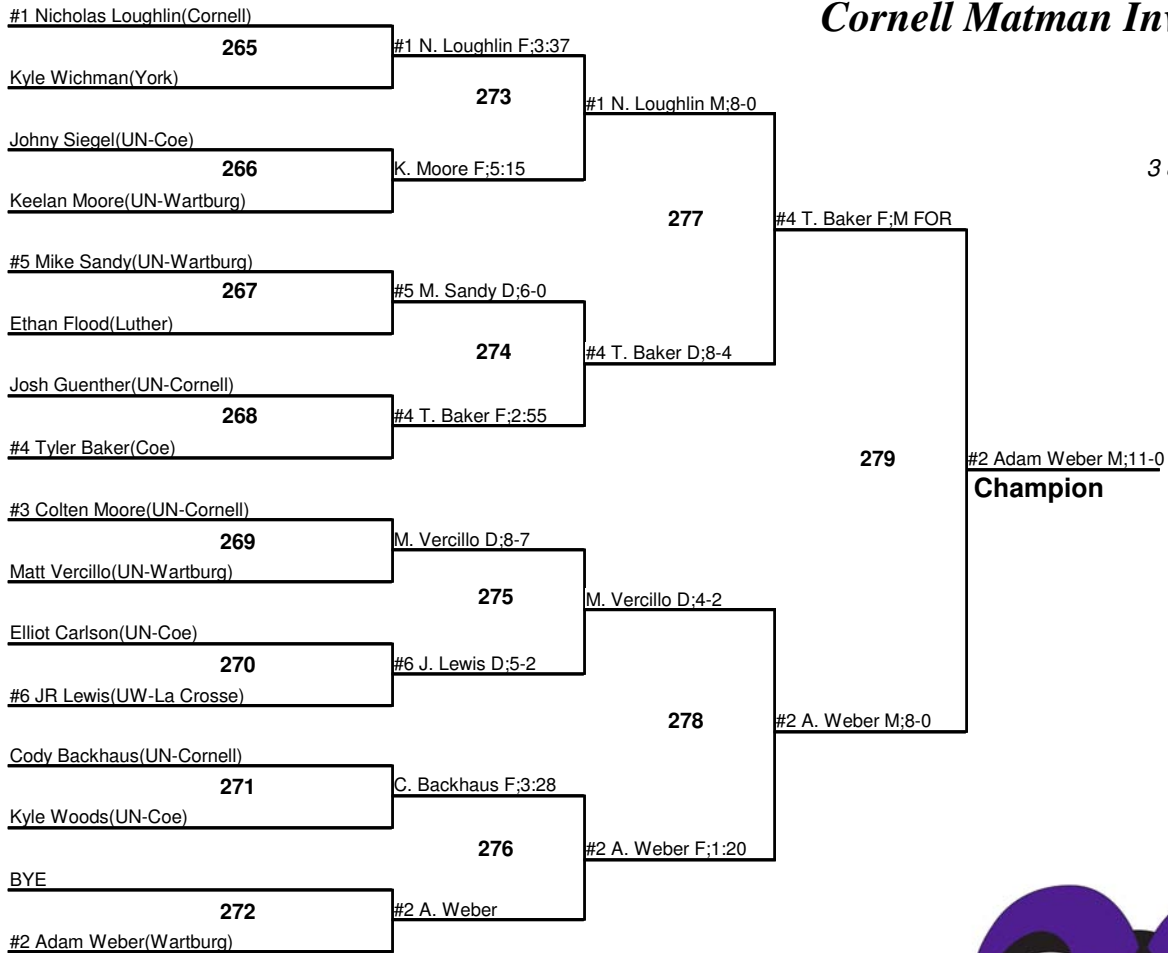 Cornell Matman Inv
#1 Nicholas Loughlin(Cornell)
265
Kyle Wichman(York)
#1 N. Loughlin F;3:37
273
Johny Siegel(UN-Coe)
266
Keelan Moore(UN-Wartburg)
K. Moore F;5:15
#1 N. Loughlin M;8-0
3
277
#5 Mike Sandy(UN-Wartburg)
267
Ethan Flood(Luther)
#5 M. Sandy D;6-0
274
Josh Guenther(UN-Cornell)
268
#4 Tyler Baker(Coe)
#4 T. Baker F;2:55
#4 T. Baker D;8-4
#4 T. Baker F;M FOR
279
#2 Adam Weber M;11-0
Champion
#3 Colten Moore(UN-Cornell)
269
Matt Vercillo(UN-Wartburg)
M. Vercillo D;8-7
275
Elliot Carlson(UN-Coe)
270
#6 JR Lewis(UW-La Crosse)
#6 J. Lewis D;5-2
M. Vercillo D;4-2
278
#2 A. Weber M;8-0
Cody Backhaus(UN-Cornell)
271
Kyle Woods(UN-Coe)
C. Backhaus F;3:28
276
BYE
272
#2 Adam Weber(Wartburg)
#2 A. Weber
#2 A. Weber F;1:20